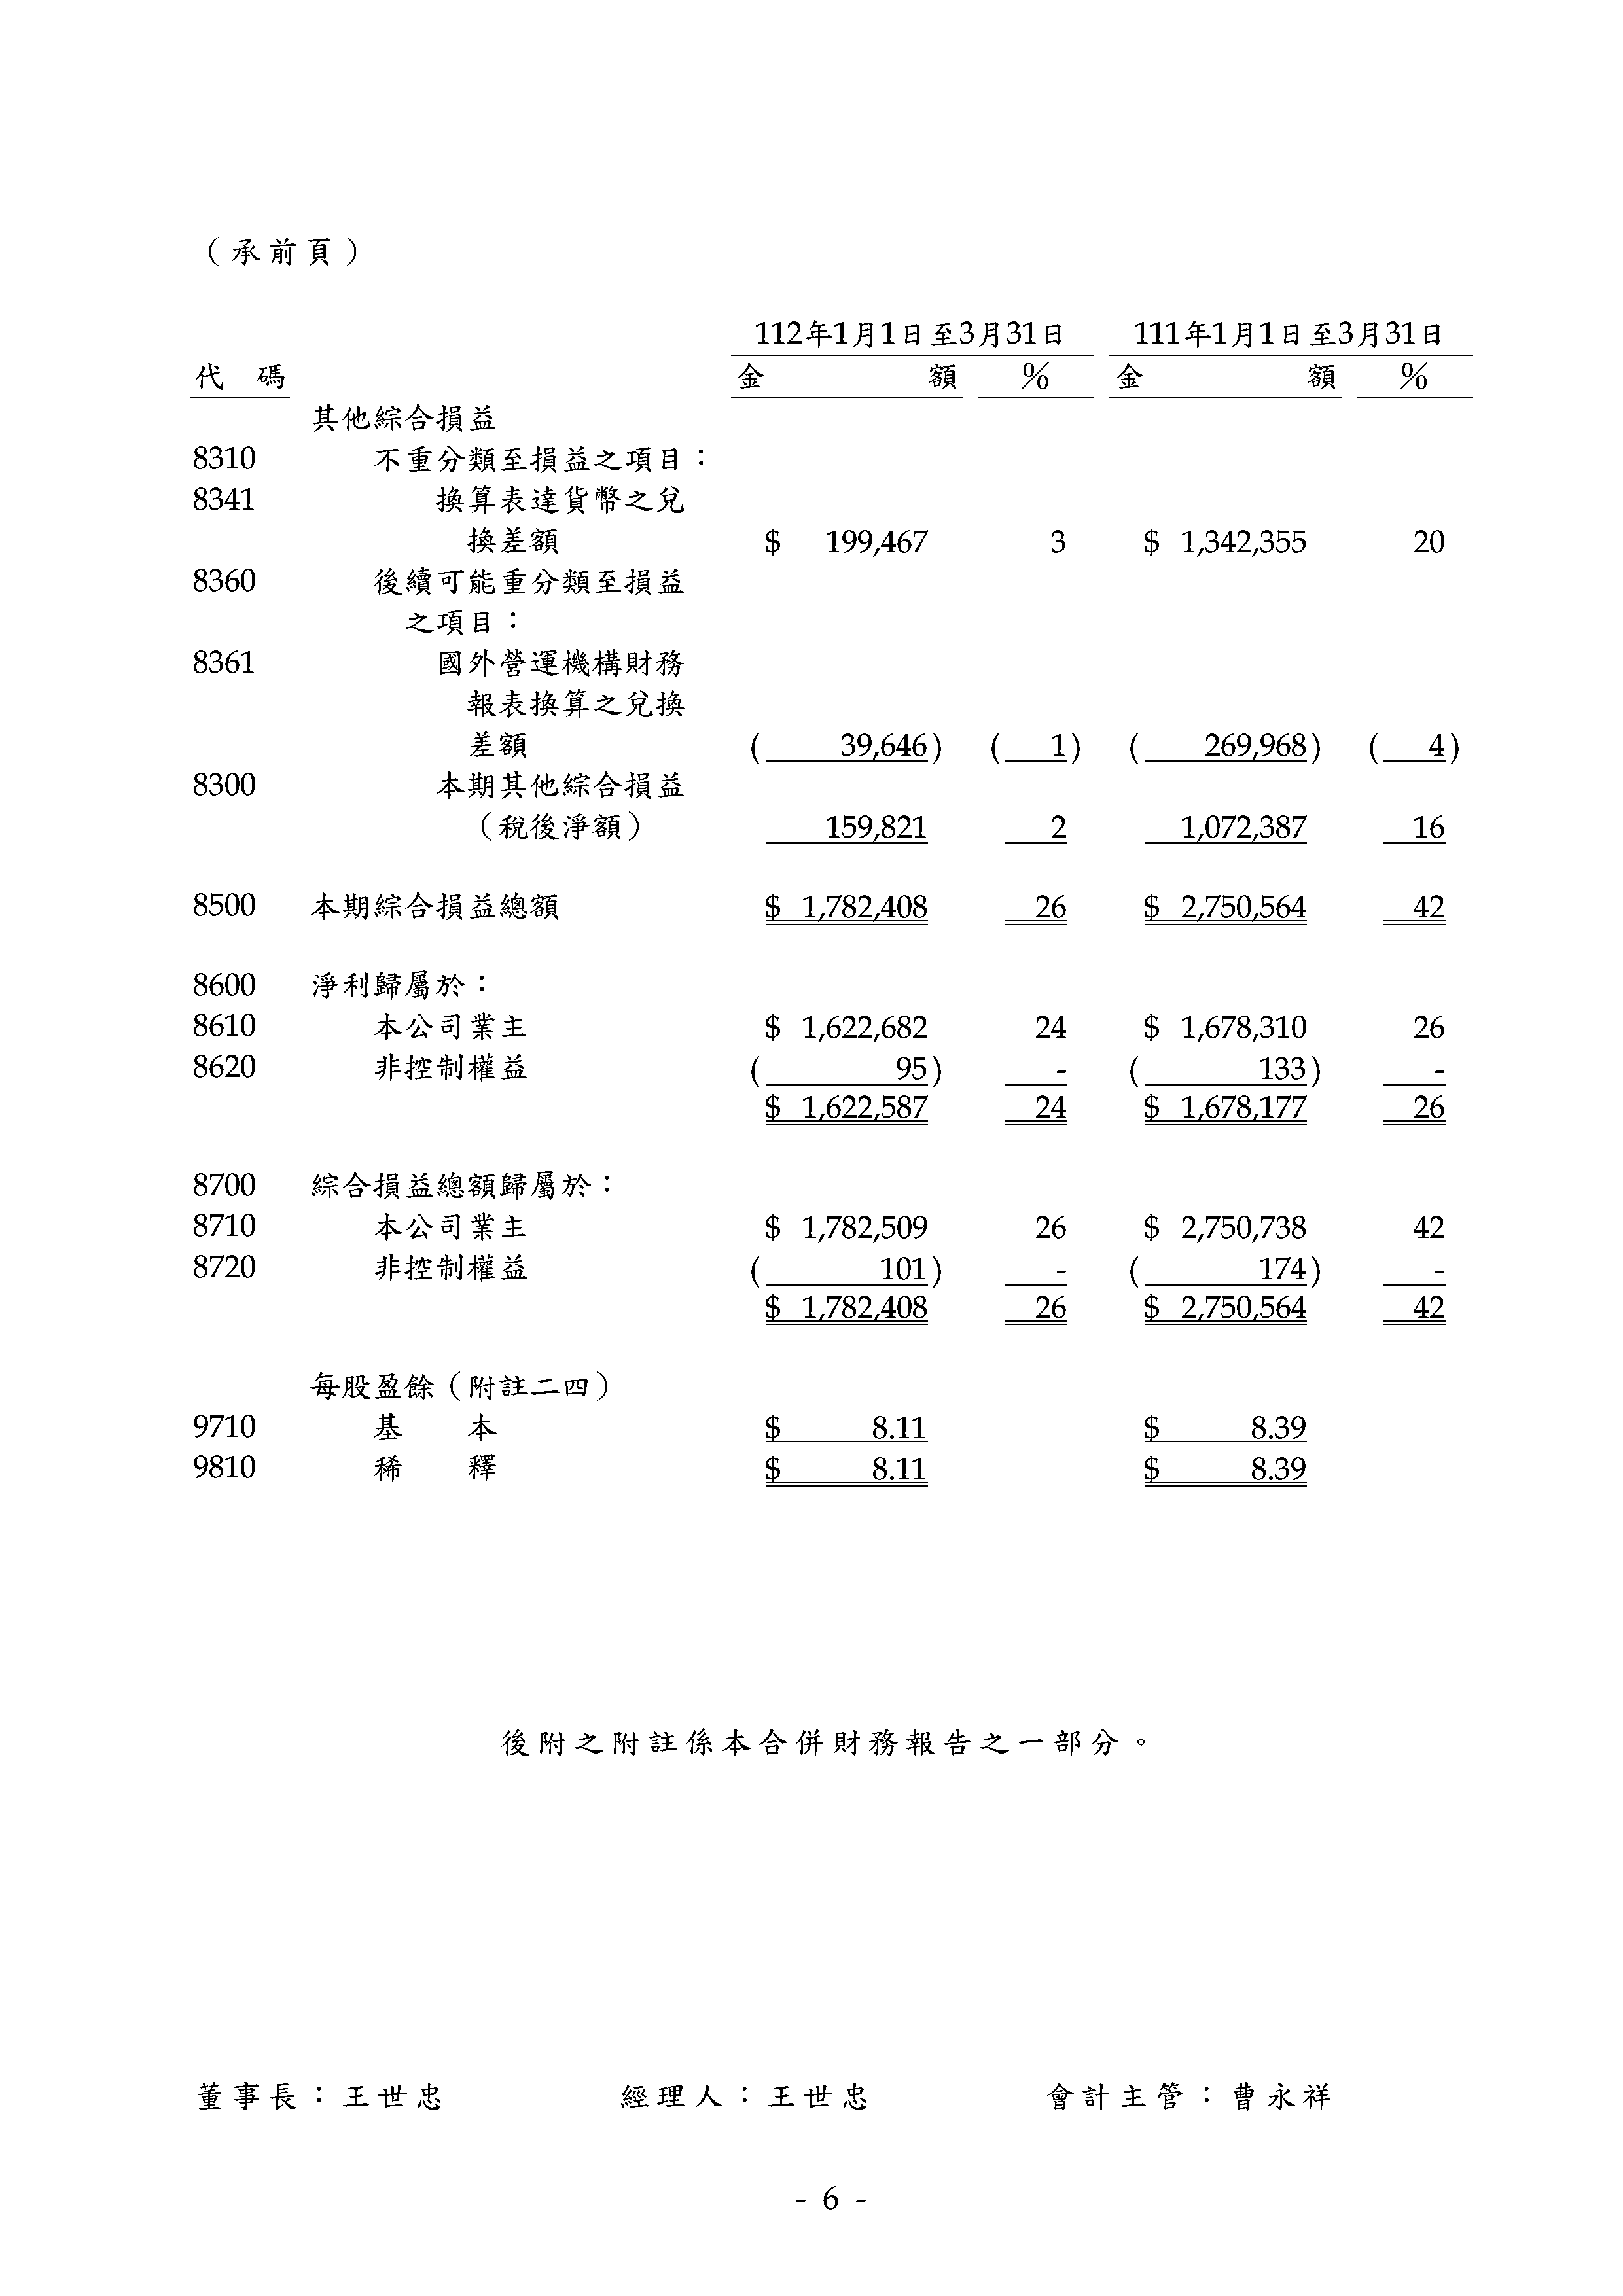 （承前頁）
112年1月1日至3月31日 111年1月1日至3月31日
代 碼 金 額 % 金 額 %
其他綜合損益
8310 不重分類至損益之項目：
8341 換算表達貨幣之兌
換差額 $ 199,467 3 $ 1,342,355 20
8360 後續可能重分類至損益
之項目：
8361 國外營運機構財務
報表換算之兌換
差額 ( 39,646) ( 1) ( 269,968) ( 4)
8300 本期其他綜合損益
（稅後淨額） 159,821 2 1,072,387 16
8500 本期綜合損益總額 $ 1,782,408 26 $ 2,750,564 42
8600 淨利歸屬於：
8610 本公司業主 $ 1,622,682 24 $ 1,678,310 26
8620 非控制權益 ( 95) - ( 133) -
$ 1,622,587 24 $ 1,678,177 26
8700 綜合損益總額歸屬於：
8710 本公司業主 $ 1,782,509 26 $ 2,750,738 42
8720 非控制權益 ( 101) - ( 174) -
$ 1,782,408 26 $ 2,750,564 42
每股盈餘（附註二四）
9710 基 本 $ 8.11 $ 8.39
9810 稀 釋 $ 8.11 $ 8.39
後附之附註係本合併財務報告之一部分。
董事長：王世忠 經理人：王世忠 會計主管：曹永祥
- 6 -